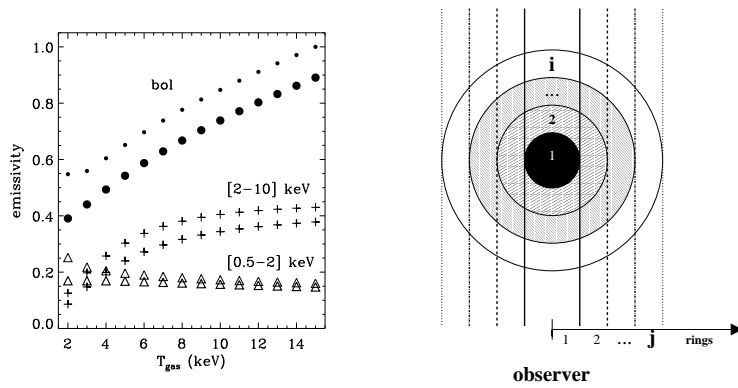 1.0
0.8
0.6
0.4
0.2
0.0
emissivity
bol
[2-10] keV
[0.5-2] keV
2 4 6 8 10 12 14
T_gas (keV)
i
...
2
1
1 2 ... j rings
observer